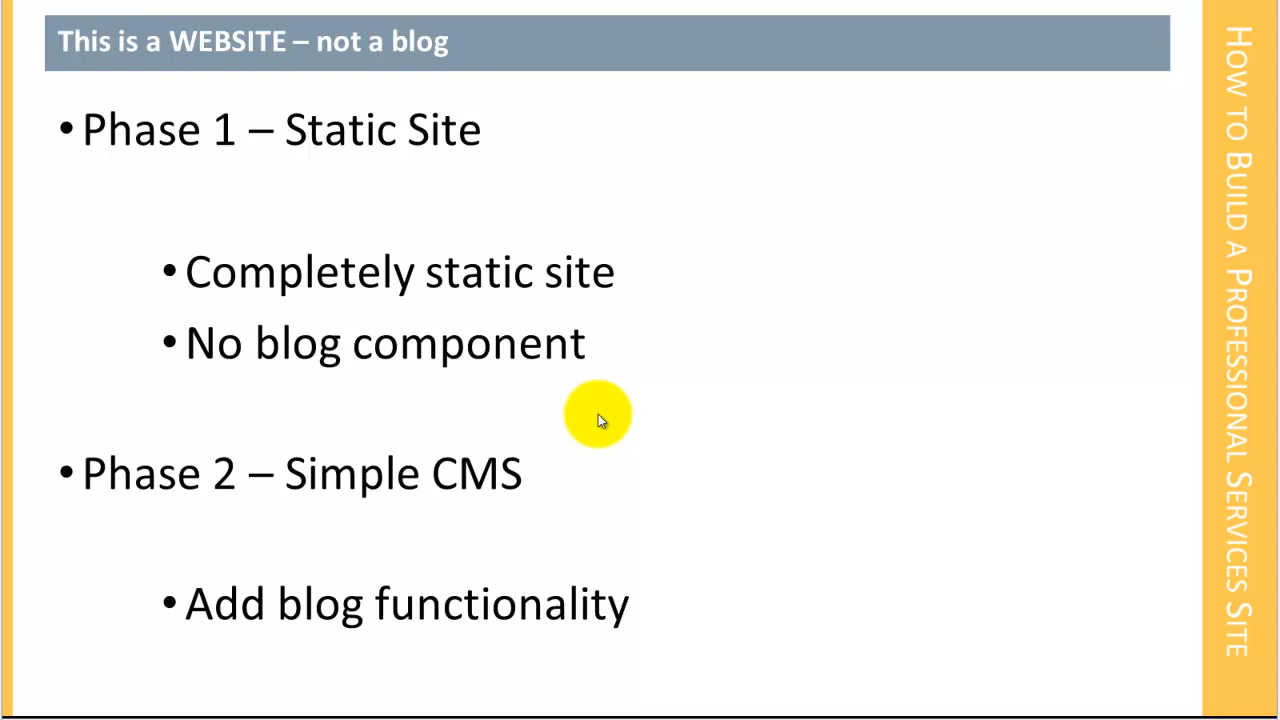 This is a WEBSITE – not a blog
• Phase 1 – Static Site
• Completely static site
• No blog component
• Phase 2 – Simple CMS
• Add blog functionality
How to Build a Professional Services Site